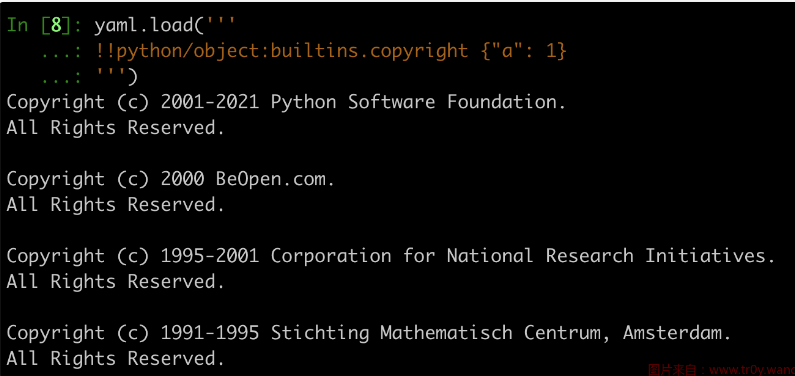 In [8]: yaml.load('''
   ...: !!python/object:builtins.copyright {"a": 1}
   ...: ''')
Copyright (c) 2001-2021 Python Software Foundation.
All Rights Reserved.

Copyright (c) 2000 BeOpen.com.
All Rights Reserved.

Copyright (c) 1995-2001 Corporation for National Research Initiatives.
All Rights Reserved.

Copyright (c) 1991-1995 Stichting Mathematisch Centrum, Amsterdam.
All Rights Reserved.
图片来自：www.tr0y.wang